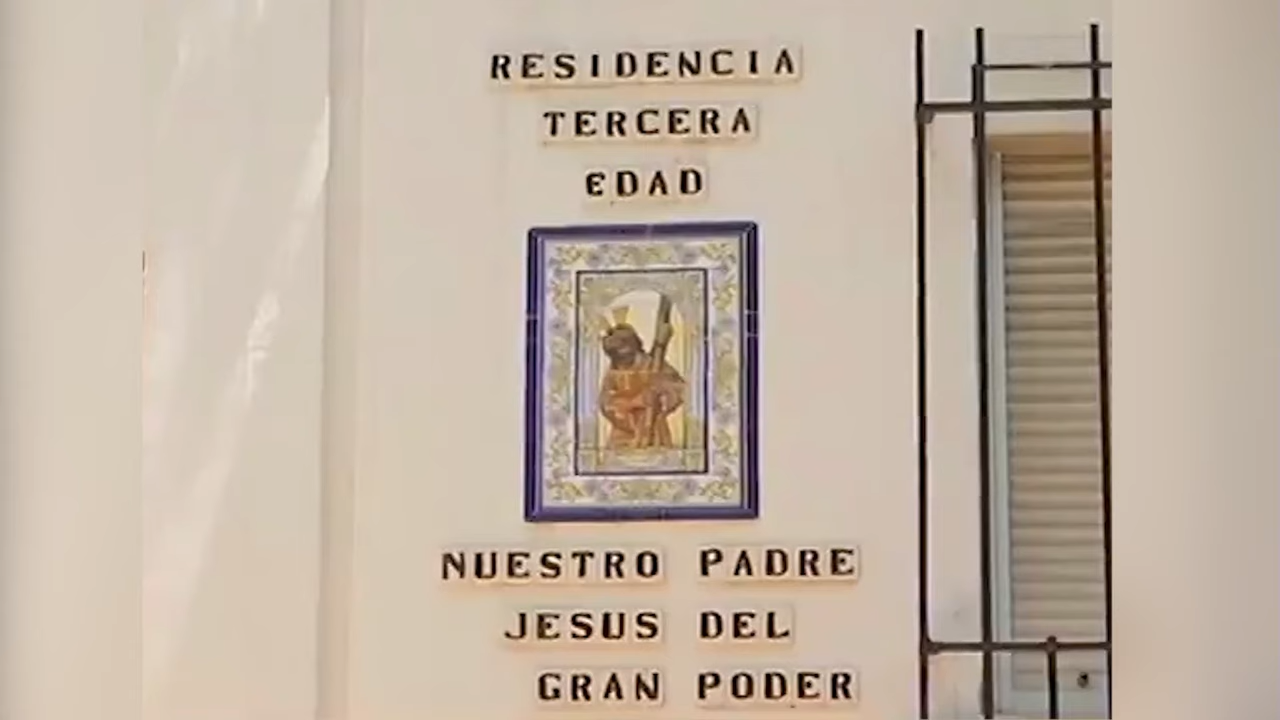 RESIDENCIA
TERCERA
EDAD
NUESTRO PADRE
JESUS DEL
GRAN PODER